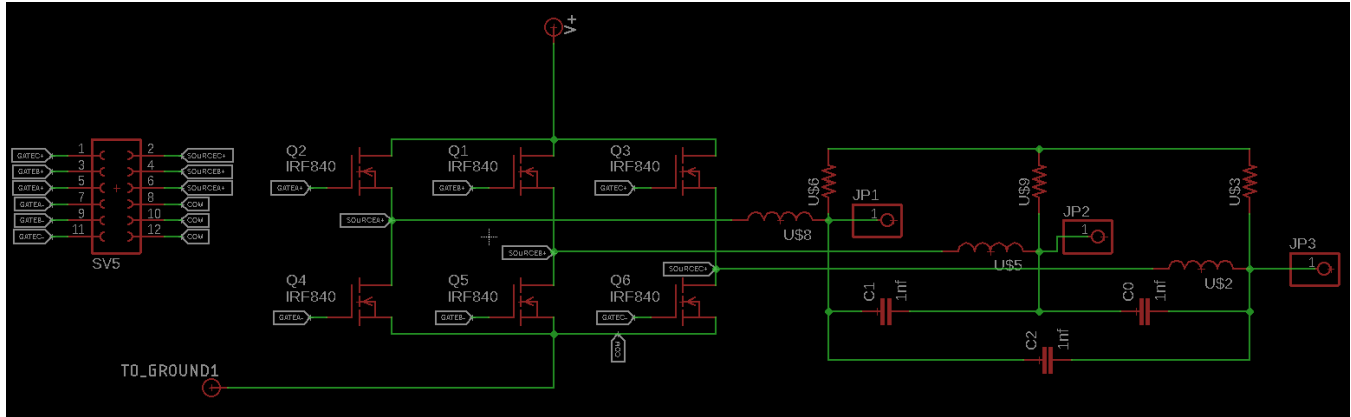 V+
GATEC+ 1 2 SOURCEC+
GATEB+ 3 4 SOURCEB+
GATEA+ 5 6 SOURCEA+
GATEA- 7 8 COM
GATEB- 9 10 COM
GATEC- 11 12 COM
SV5
Q2
IRF840
GATEA+
Q1
IRF840
GATEB+
Q3
IRF840
GATEC+
SOURCEA+
SOURCEB+
SOURCEC+
Q4
IRF840
GATEA-
Q5
IRF840
GATEB-
Q6
IRF840
GATEC-
COM
TO_GROUND1
U$6
U$9
U$3
JP1
1
JP2
1
JP3
1
U$8
U$5
U$2
C1
1nf
C0
1nf
C2
1nf